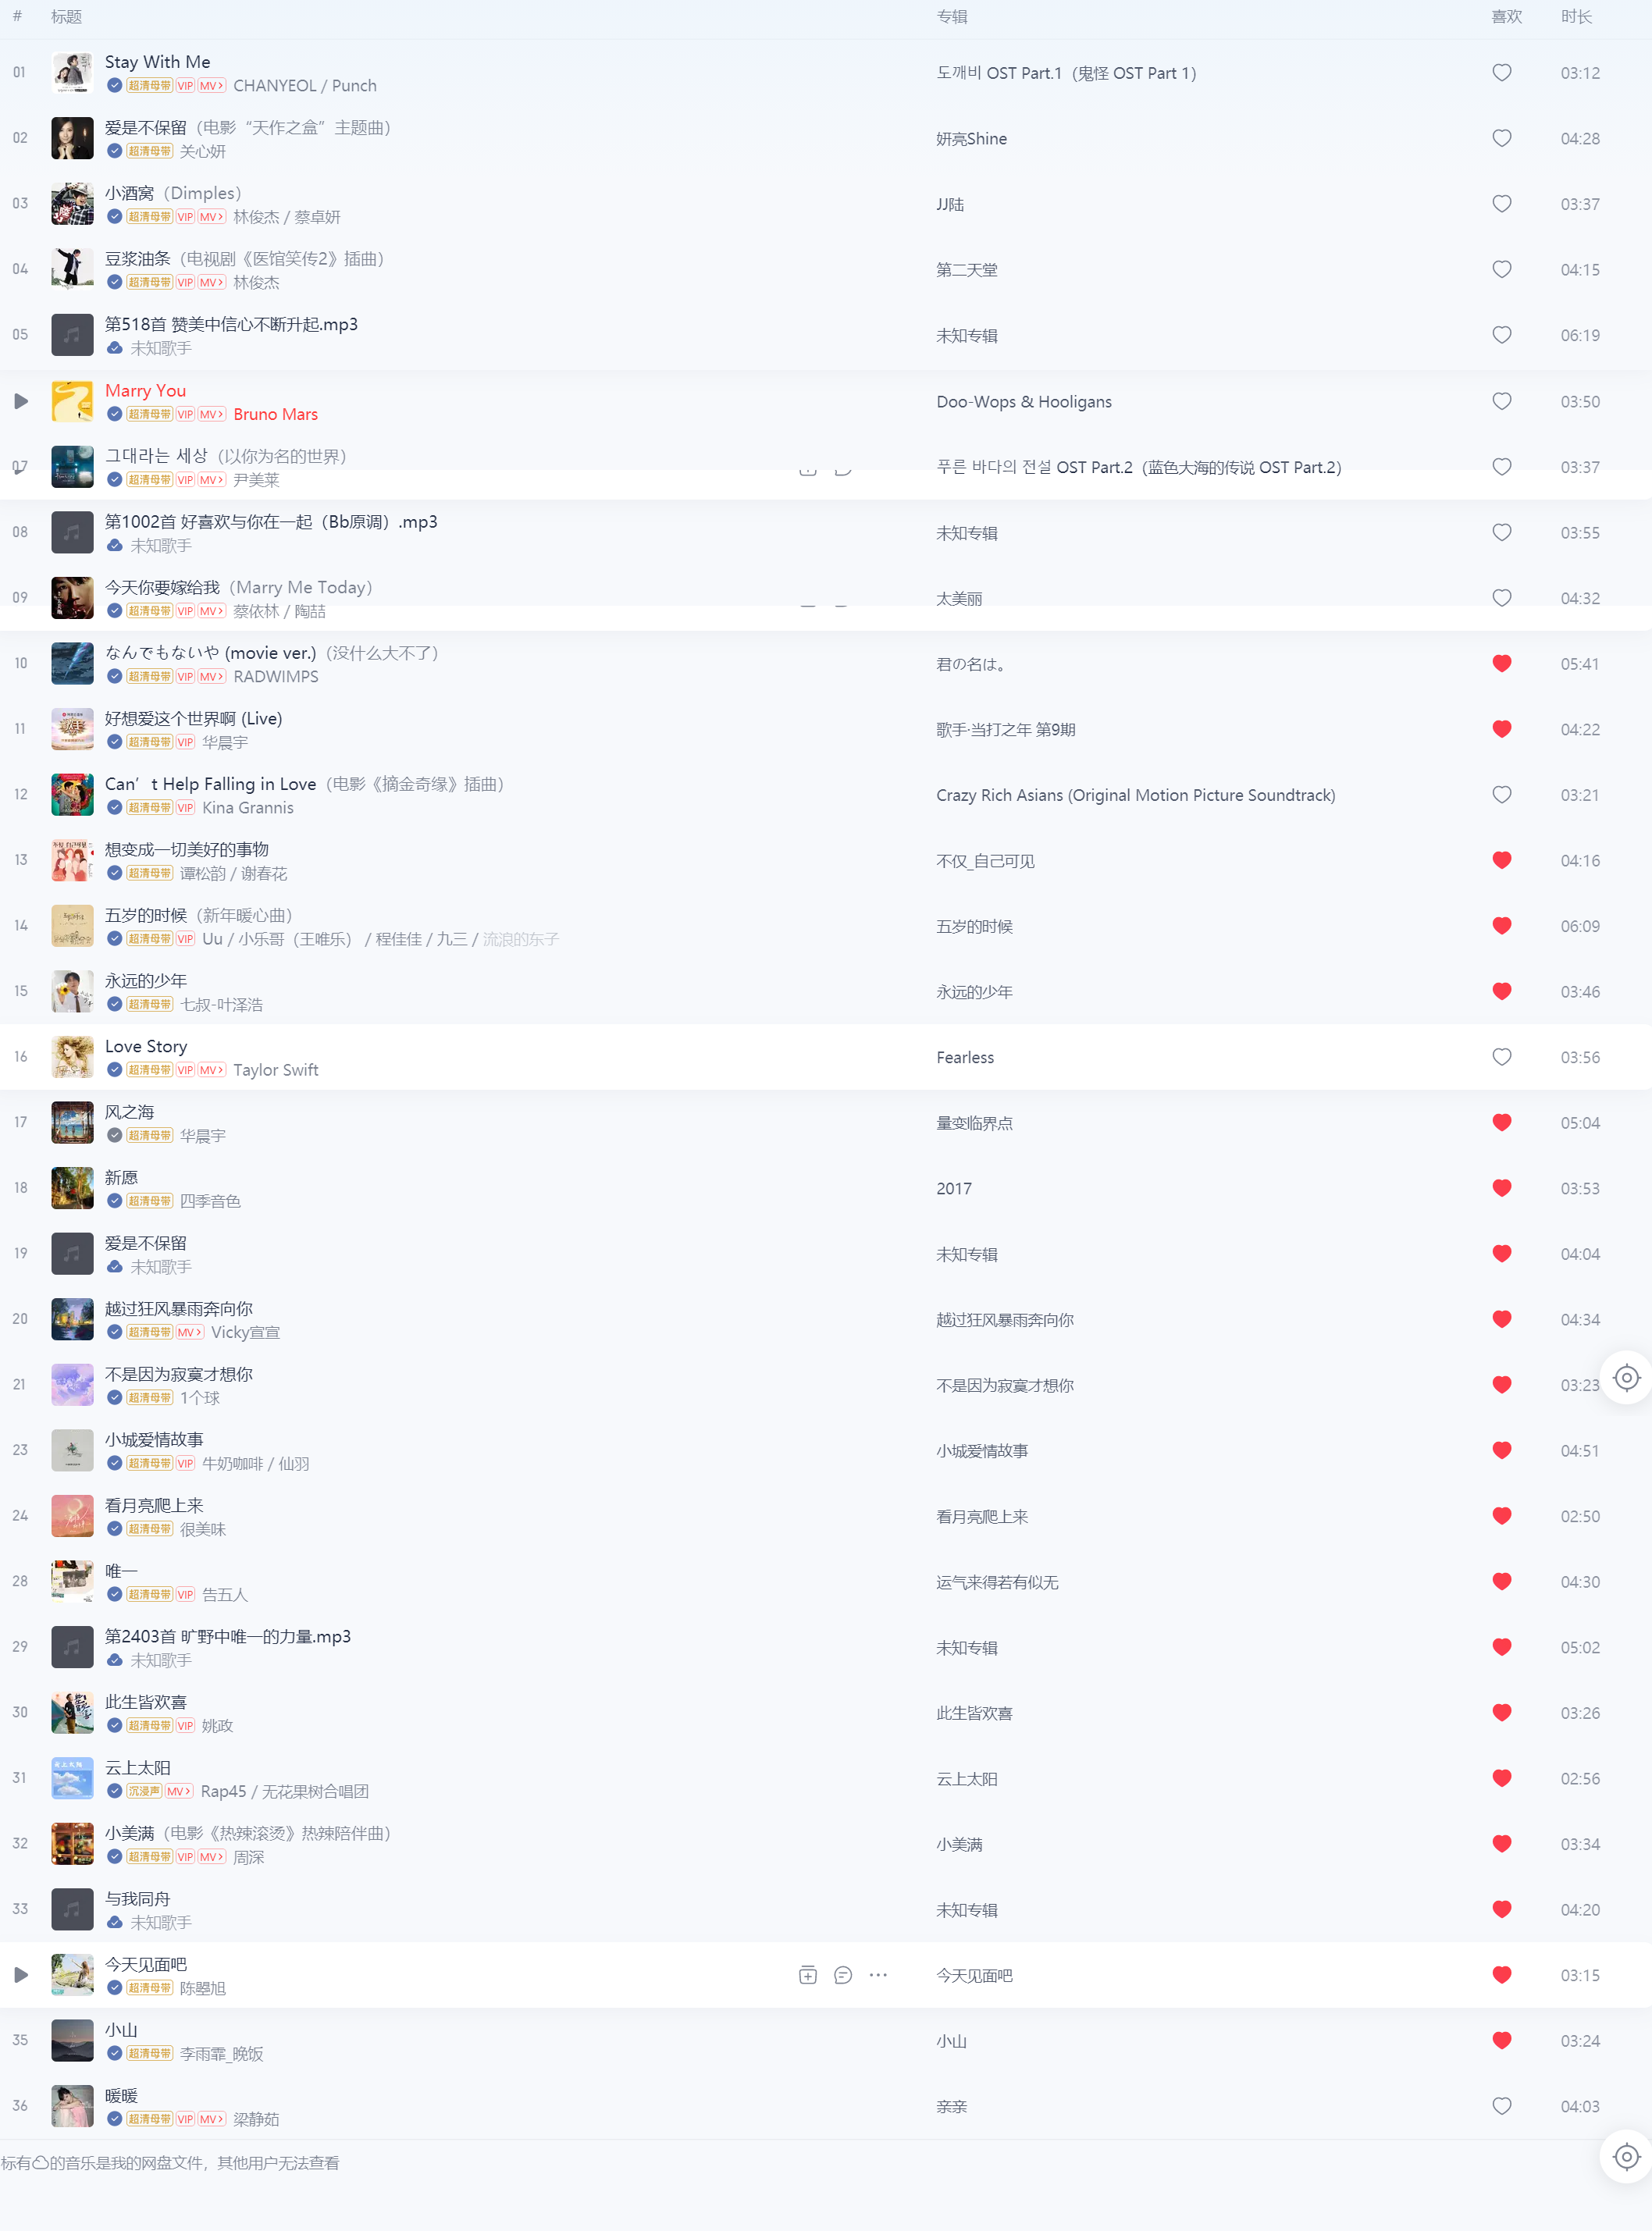 # 标题 专辑 喜欢 时长
01 Stay With Me 도깨비 OST Part.1（鬼怪 OST Part 1） 03:12
超清母带 VIP MV CHANYEOL / Punch
02 爱是不保留（电影“天作之盒”主题曲） 妍亮Shine 04:28
超清母带 关心妍
03 小酒窝（Dimples） JJ陆 03:37
超清母带 VIP MV 林俊杰 / 蔡卓妍
04 豆浆油条（电视剧《医馆笑传2》插曲） 第二天堂 04:15
超清母带 VIP MV 林俊杰
05 第518首 赞美中信心不断升起.mp3 未知专辑 06:19
未知歌手
Marry You Doo-Wops & Hooligans 03:50
超清母带 VIP MV Bruno Mars
07 그대라는 세상（以你为名的世界） 푸른 바다의 전설 OST Part.2（蓝色大海的传说 OST Part.2） 03:37
超清母带 VIP MV 尹美莱
08 第1002首 好喜欢与你在一起（Bb原调）.mp3 未知专辑 03:55
未知歌手
09 今天你要嫁给我（Marry Me Today） 太美丽 04:32
超清母带 VIP MV 蔡依林 / 陶喆
10 なんでもないや (movie ver.)（没什么大不了） 君の名は。 05:41
超清母带 VIP MV RADWIMPS
11 好想爱这个世界啊 (Live) 歌手·当打之年 第9期 04:22
超清母带 VIP 华晨宇
12 Can’t Help Falling in Love（电影《摘金奇缘》插曲） Crazy Rich Asians (Original Motion Picture Soundtrack) 03:21
超清母带 VIP Kina Grannis
13 想变成一切美好的事物 不仅_自己可见 04:16
超清母带 谭松韵 / 谢春花
14 五岁的时候（新年暖心曲） 五岁的时候 06:09
超清母带 VIP Uu / 小乐哥（王唯乐） / 程佳佳 / 九三 / 流浪的东子
15 永远的少年 永远的少年 03:46
超清母带 七叔-叶泽浩
16 Love Story Fearless 03:56
超清母带 VIP MV Taylor Swift
17 风之海 量变临界点 05:04
超清母带 华晨宇
18 新愿 2017 03:53
超清母带 四季音色
19 爱是不保留 未知专辑 04:04
未知歌手
20 越过狂风暴雨奔向你 越过狂风暴雨奔向你 04:34
超清母带 MV Vicky宣宣
21 不是因为寂寞才想你 不是因为寂寞才想你 03:23
超清母带 1个球
23 小城爱情故事 小城爱情故事 04:51
超清母带 VIP 牛奶咖啡 / 仙羽
24 看月亮爬上来 看月亮爬上来 02:50
超清母带 很美味
28 唯一 运气来得若有似无 04:30
超清母带 VIP 告五人
29 第2403首 旷野中唯一的力量.mp3 未知专辑 05:02
未知歌手
30 此生皆欢喜 此生皆欢喜 03:26
超清母带 VIP 姚政
31 云上太阳 云上太阳 02:56
沉浸声 MV Rap45 / 无花果树合唱团
32 小美满（电影《热辣滚烫》热辣陪伴曲） 小美满 03:34
超清母带 VIP MV 周深
33 与我同舟 未知专辑 04:20
未知歌手
今天见面吧 今天见面吧 03:15
超清母带 陈曌旭
35 小山 小山 03:24
超清母带 李雨霏_晚饭
36 暖暖 亲亲 04:03
超清母带 VIP MV 梁静茹
标有的音乐是我的网盘文件，其他用户无法查看